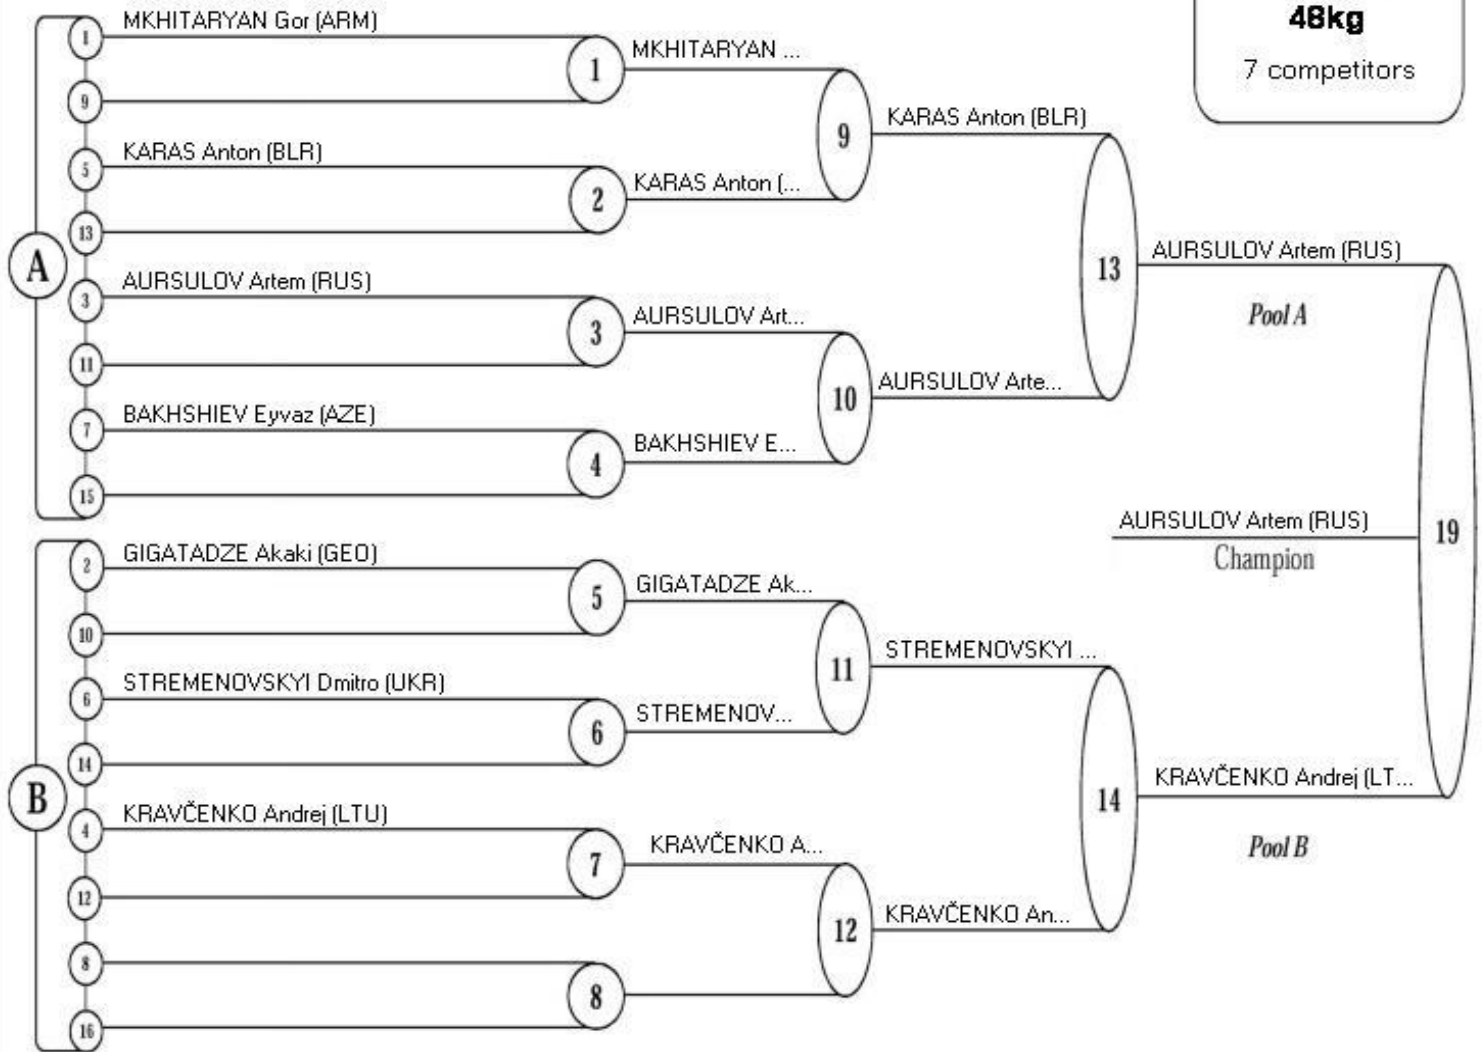 48kg
7 competitors
A
1
MKHITARYAN Gor (ARM)
9
1
MKHITARYAN ...
5
KARAS Anton (BLR)
13
2
KARAS Anton (...
9
KARAS Anton (BLR)
3
AURSULOV Artem (RUS)
11
3
AURSULOV Art...
7
BAKHSHIEV Eyvaz (AZE)
15
4
BAKHSHIEV E...
10
AURSULOV Arte...
13
AURSULOV Artem (RUS)
Pool A
B
2
GIGATADZE Akaki (GEO)
10
5
GIGATADZE Ak...
6
STREMENOVSKYI Dmitro (UKR)
14
6
STREMENOV...
11
STREMENOVSKYI ...
4
KRAVČENKO Andrej (LTU)
12
7
KRAVČENKO A...
8
16
8
12
KRAVČENKO An...
14
KRAVČENKO Andrej (LT...
Pool B
19
AURSULOV Artem (RUS)
Champion